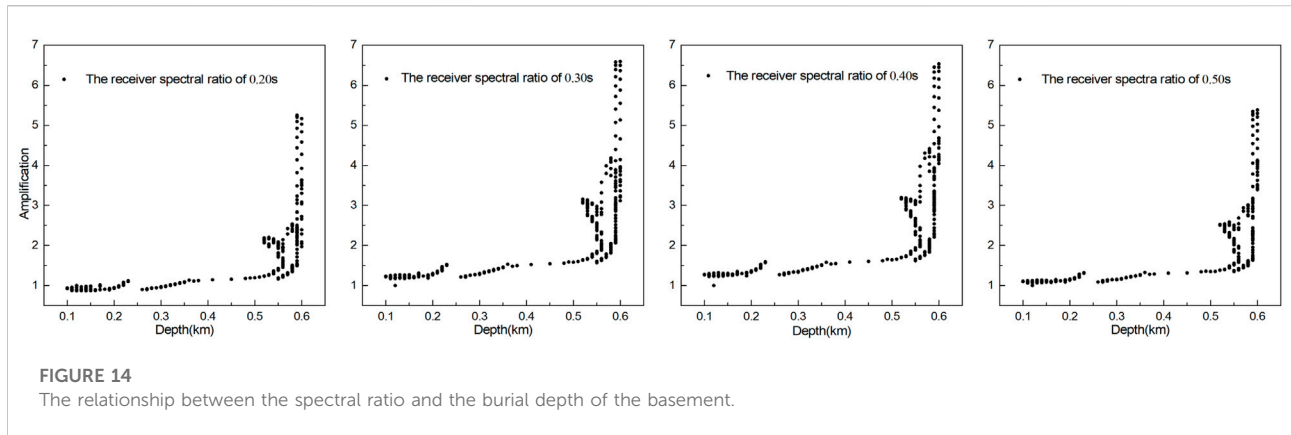 7
6
5
4
3
2
1
Amplification
The receiver spectral ratio of 0.20s
0.1 0.2 0.3 0.4 0.5 0.6
Depth(km)
7
6
5
4
3
2
1
The receiver spectral ratio of 0.30s
0.1 0.2 0.3 0.4 0.5 0.6
Depth(km)
7
6
5
4
3
2
1
The receiver spectral ratio of 0.40s
0.1 0.2 0.3 0.4 0.5 0.6
Depth(km)
7
6
5
4
3
2
1
The receiver spectra ratio of 0.50s
0.1 0.2 0.3 0.4 0.5 0.6
Depth(km)
FIGURE 14
The relationship between the spectral ratio and the burial depth of the basement.